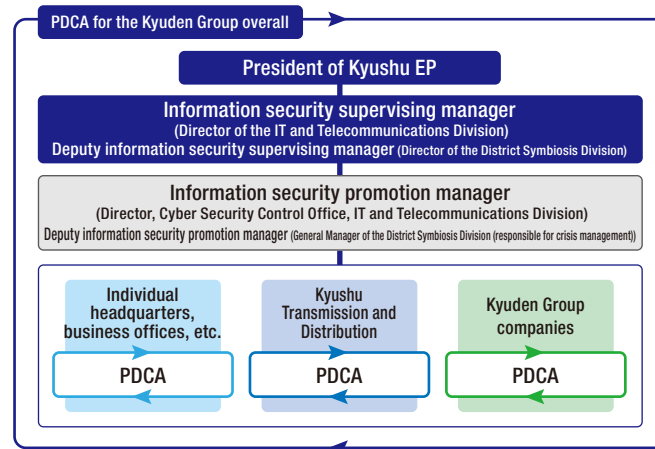 PDCA for the Kyuden Group overall
President of Kyushu EP
Information security supervising manager
(Director of the IT and Telecommunications Division)
Deputy information security supervising manager (Director of the District Symbiosis Division)
Information security promotion manager
(Director, Cyber Security Control Office, IT and Telecommunications Division)
Deputy information security promotion manager (General Manager of the District Symbiosis Division (responsible for crisis management))
Individual
headquarters,
business offices, etc.
PDCA
Kyushu
Transmission and
Distribution
PDCA
Kyuden Group
companies
PDCA